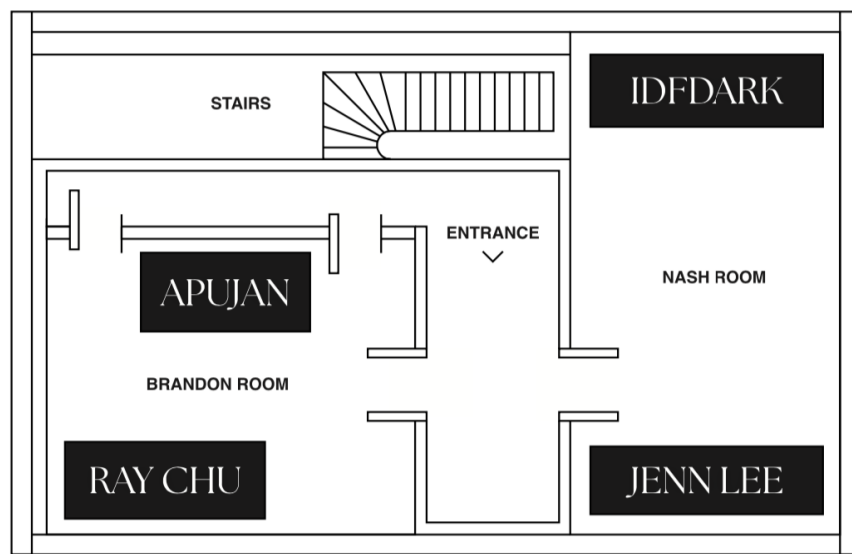 STAIRS
IDFDARK
ENTRANCE
APUJAN
NASH ROOM
BRANDON ROOM
RAY CHU
JENN LEE